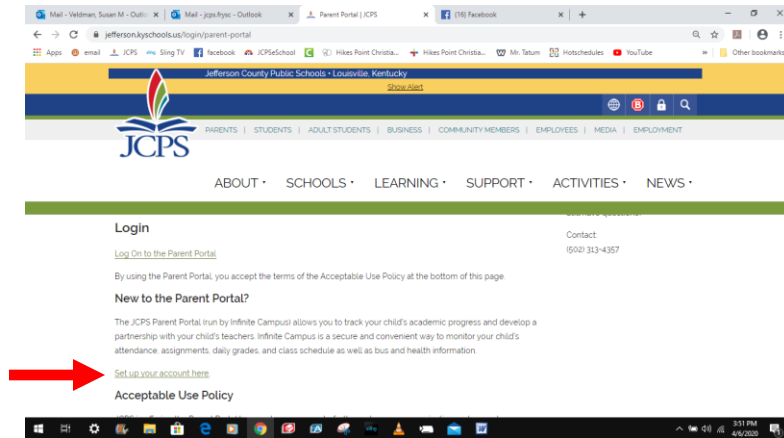 Mail - Veldman, Susan M - Outlo
Mail - jcps.frysc - Outlook
Parent Portal | JCPS
(16) Facebook
jefferson.kyschools.us/login/parent-portal
Apps
email
JCPS
Sling TV
facebook
JCPSeSchool
Hikes Point Christia...
Hikes Point Christia...
Mr. Tatum
Hotschedules
YouTube
Other bookmarks
Jefferson County Public Schools • Louisville, Kentucky
Show Alert
JCPS
PARENTS | STUDENTS | ADULT STUDENTS | BUSINESS | COMMUNITY MEMBERS | EMPLOYEES | MEDIA | EMPLOYMENT
ABOUT SCHOOLS LEARNING SUPPORT ACTIVITIES NEWS
Login
Contact:
(502) 313-4357
Log On to the Parent Portal
By using the Parent Portal, you accept the terms of the Acceptable Use Policy at the bottom of this page.
New to the Parent Portal?
The JCPS Parent Portal (run by Infinite Campus) allows you to track your child's academic progress and develop a
partnership with your child's teachers. Infinite Campus is a secure and convenient way to monitor your child's
attendance, assignments, daily grades, and class schedule as well as bus and health information.
Set up your account here.
Acceptable Use Policy
3:51 PM
4/6/2020